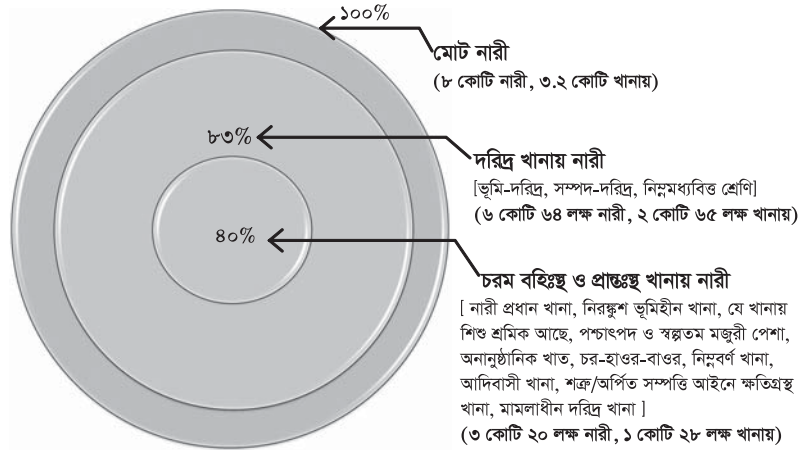 ১০০%
মোট নারী
(৮ কোটি নারী, ৩.২ কোটি খানায়)
৮৩%
দরিদ্র খানায় নারী
[ভূমি-দরিদ্র, সম্পদ-দরিদ্র, নিম্নমধ্যবিত্ত শ্রেণি]
(৬ কোটি ৬৪ লক্ষ নারী, ২ কোটি ৬৫ লক্ষ খানায়)
৪০%
চরম বহিঃস্থ ও প্রান্তঃস্থ খানায় নারী
[ নারী প্রধান খানা, নিরঙ্কুশ ভূমিহীন খানা, যে খানায়
শিশু শ্রমিক আছে, পশ্চাৎপদ ও স্বল্পতম মজুরী পেশা,
অনানুষ্ঠানিক খাত, চর-হাওর-বাওর, নিম্নবর্ণ খানা,
আদিবাসী খানা, শত্রু/অর্পিত সম্পত্তি আইনে ক্ষতিগ্রস্থ
খানা, মামলাধীন দরিদ্র খানা ]
(৩ কোটি ২০ লক্ষ নারী, ১ কোটি ২৮ লক্ষ খানায়)